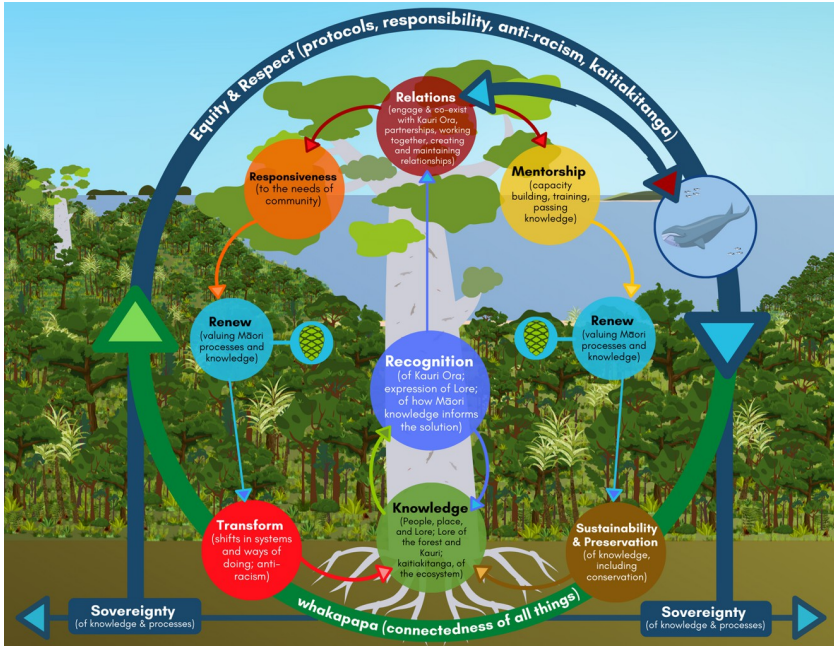 Equity & Respect (protocols, responsibility, anti-racism, kaitiakitanga)
Relations
(engage & co-exist
with Kauri Ora,
partnerships, working
together, creating
and maintaining
relationships)
Responsiveness
(to the needs of
community)
Mentorship
(capacity
building, training,
passing
knowledge)
Renew
(valuing Māori
processes and
knowledge)
Renew
(valuing Māori
processes and
knowledge)
Recognition
(of Kauri Ora;
expression of Lore;
of how Māori
knowledge informs
the solution)
Transform
(shifts in systems
and ways of
doing; anti-
racism)
Knowledge
(People, place,
and Lore; Lore
of the forest and
Kauri;
kaitiakitanga, of
the ecosystem)
Sustainability
& Preservation
(of knowledge,
including
conservation)
whakapapa (connectedness of all things)
Sovereignty
(of knowledge & processes)
Sovereignty
(of knowledge & processes)